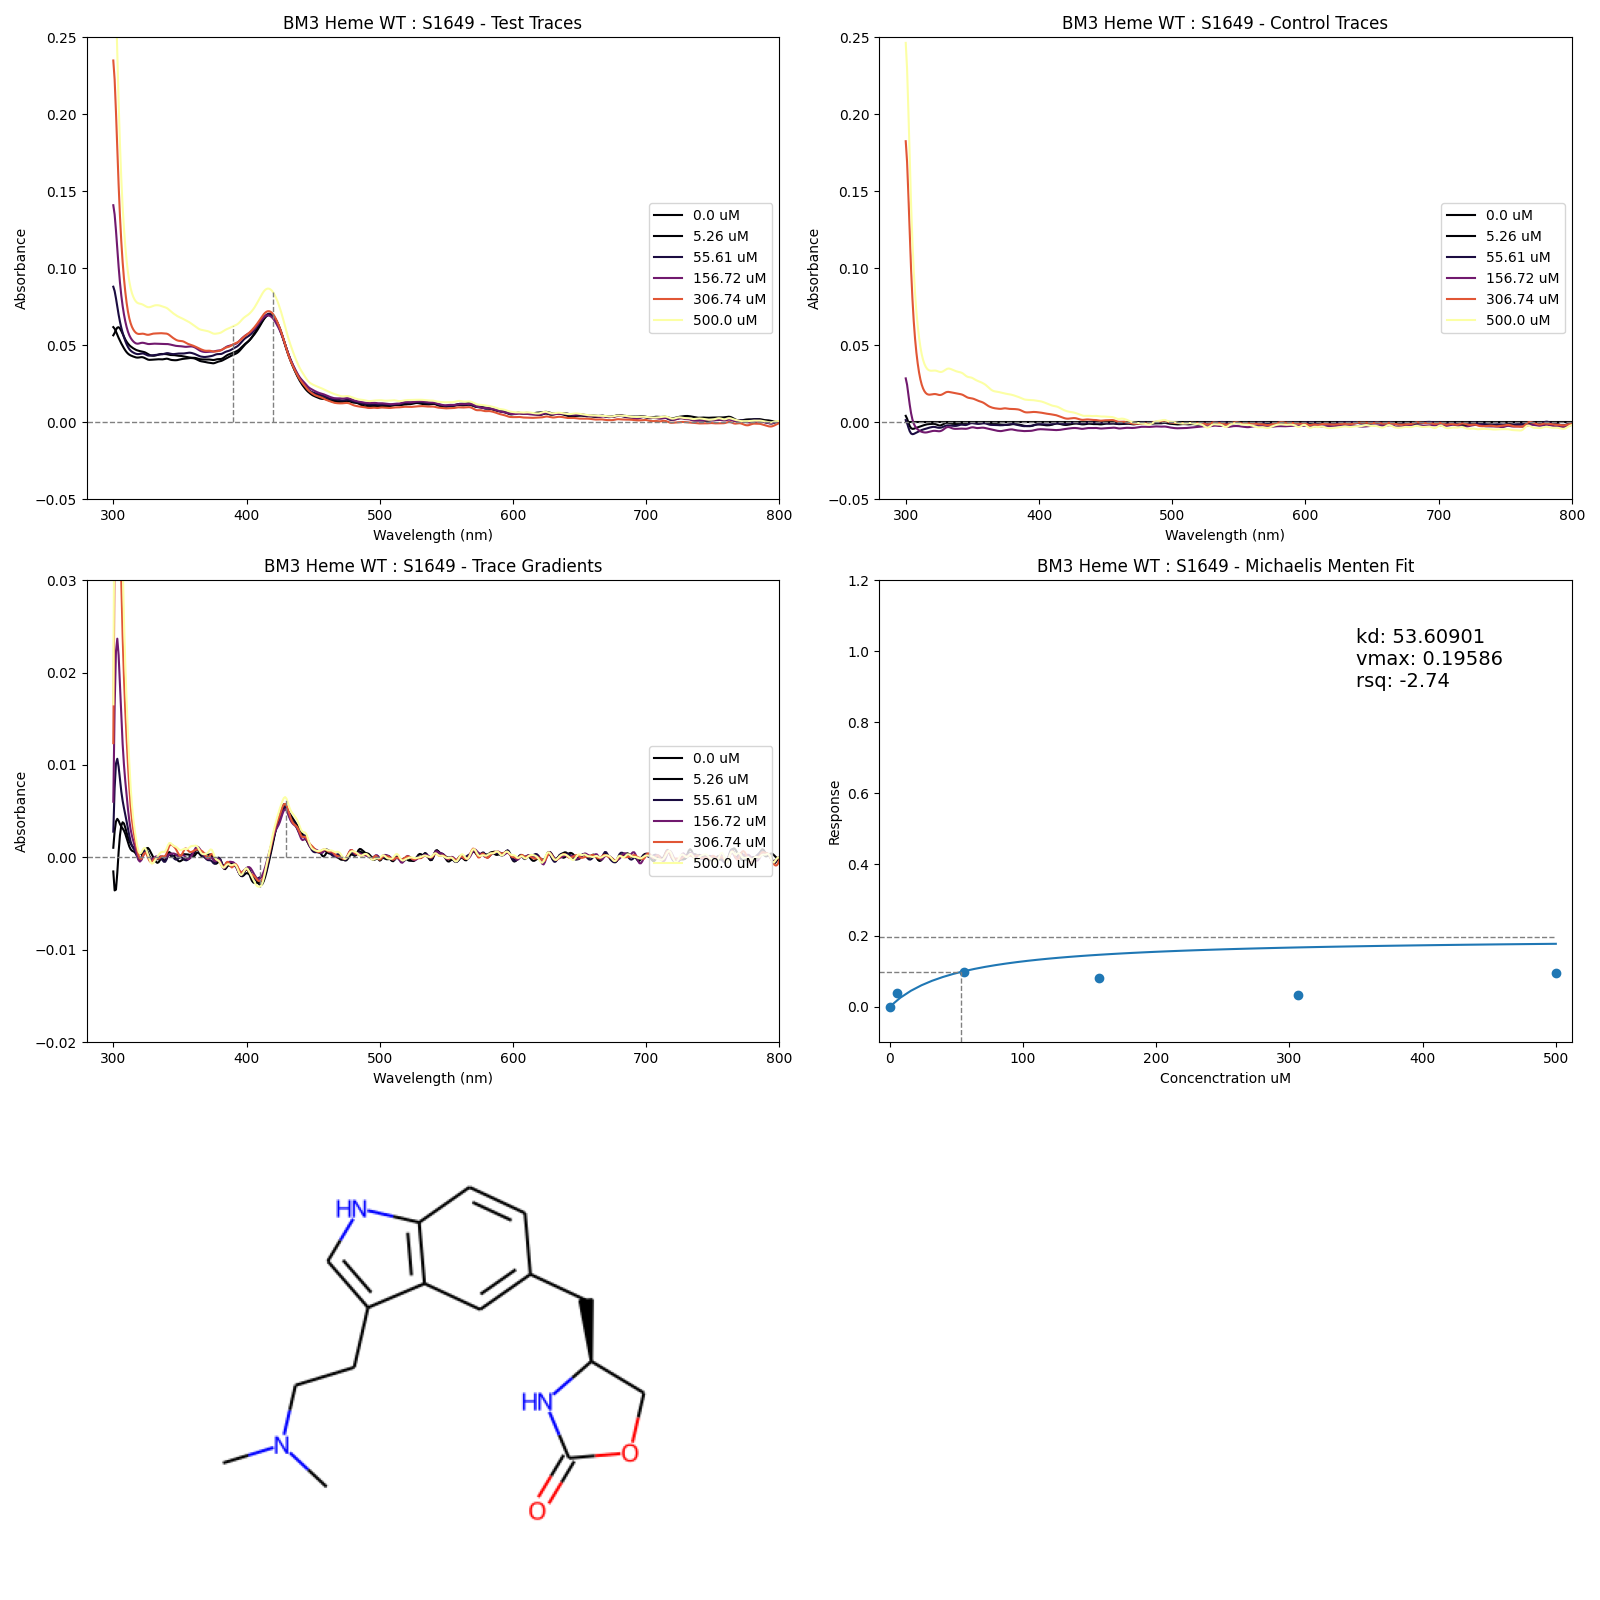 BM3 Heme WT : S1649 - Test Traces
0.25
0.20
0.15
0.10
0.05
0.00
−0.05
Absorbance
300 400 500 600 700 800
Wavelength (nm)
0.0 uM
5.26 uM
55.61 uM
156.72 uM
306.74 uM
500.0 uM
BM3 Heme WT : S1649 - Control Traces
0.25
0.20
0.15
0.10
0.05
0.00
−0.05
Absorbance
300 400 500 600 700 800
Wavelength (nm)
0.0 uM
5.26 uM
55.61 uM
156.72 uM
306.74 uM
500.0 uM
BM3 Heme WT : S1649 - Trace Gradients
0.03
0.02
0.01
0.00
−0.01
−0.02
Absorbance
300 400 500 600 700 800
Wavelength (nm)
0.0 uM
5.26 uM
55.61 uM
156.72 uM
306.74 uM
500.0 uM
BM3 Heme WT : S1649 - Michaelis Menten Fit
1.2
1.0
0.8
0.6
0.4
0.2
0.0
Response
kd: 53.60901
vmax: 0.19586
rsq: -2.74
0 100 200 300 400 500
Concenctration uM
HN
HN
N
O
O